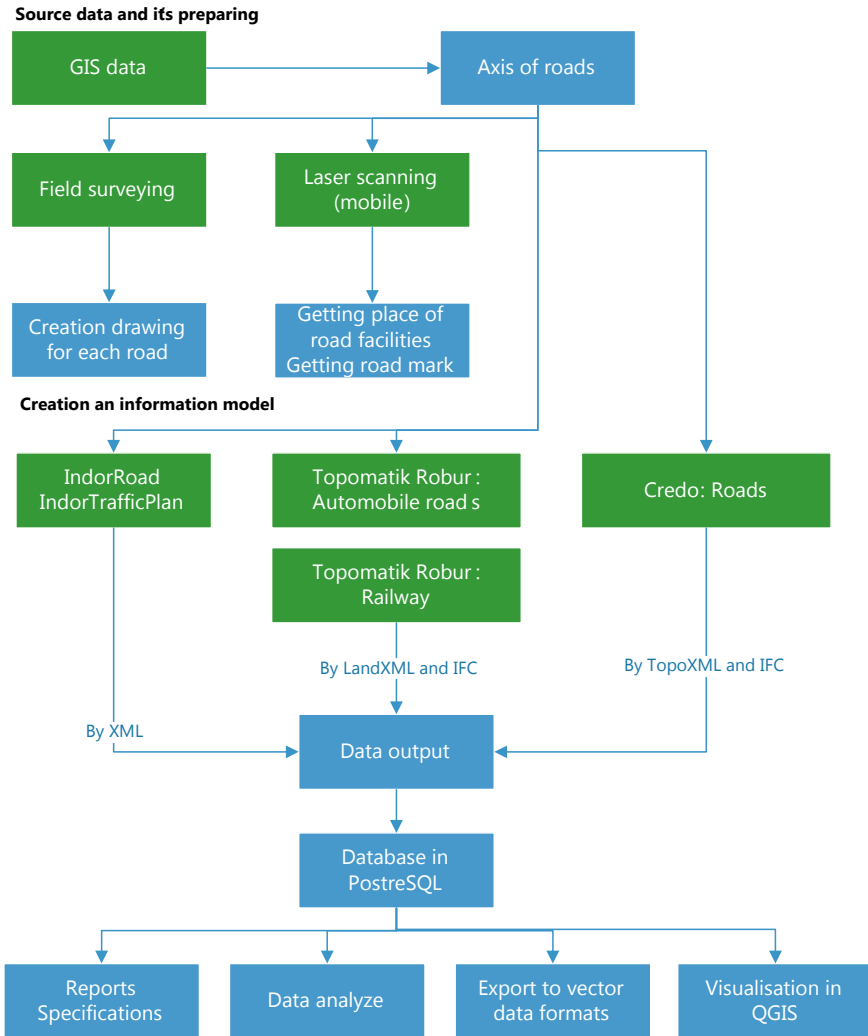 Source data and it's preparing
GIS data
Axis of roads
Field surveying
Laser scanning
(mobile)
Creation drawing
for each road
Getting place of
road facilities
Getting road mark
Creation an information model
IndorRoad
IndorTrafficPlan
Topomatik Robur :
Automobile road s
Credo: Roads
Topomatik Robur :
Railway
By LandXML and IFC
By TopoXML and IFC
By XML
Data output
Database in
PostreSQL
Reports
Specifications
Data analyze
Export to vector
data formats
Visualisation in
QGIS